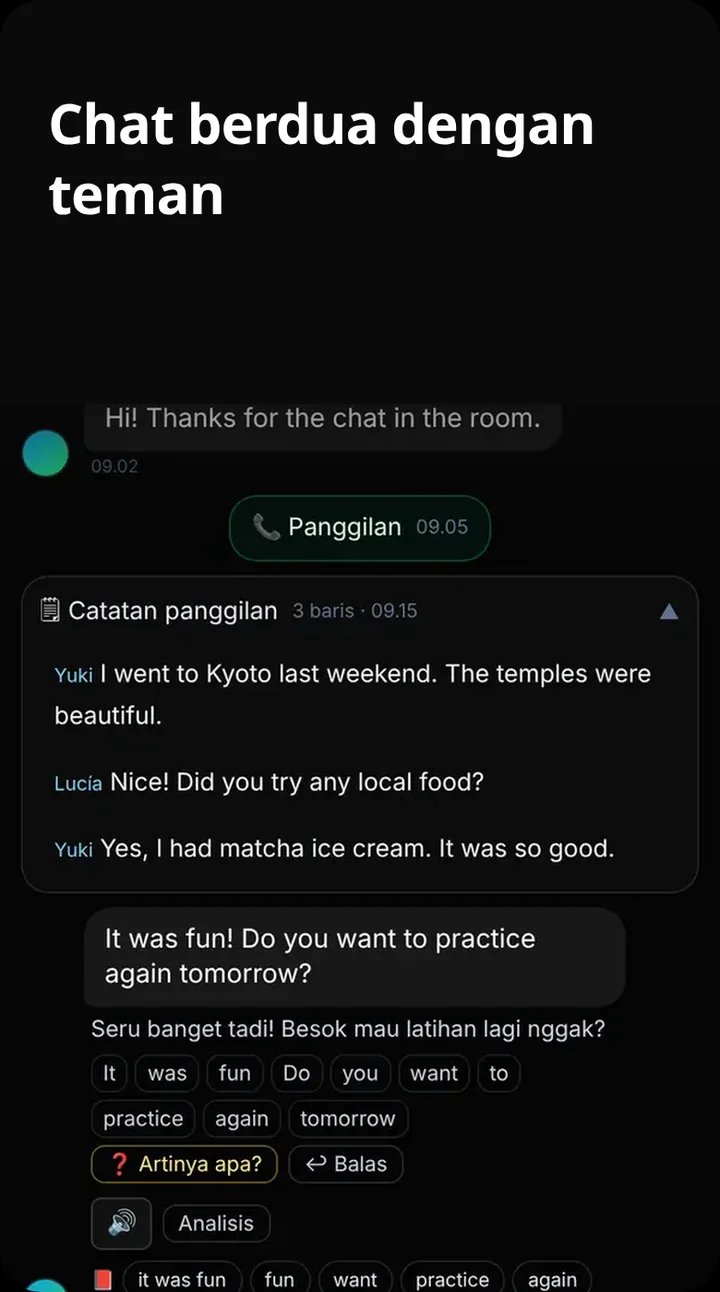 Chat berdua dengan
teman
Hi! Thanks for the chat in the room.
09.02
📞 Panggilan 09.05
🗒 Catatan panggilan 3 baris · 09.15 ▲
Yuki I went to Kyoto last weekend. The temples were
beautiful.
Lucía Nice! Did you try any local food?
Yuki Yes, I had matcha ice cream. It was so good.
It was fun! Do you want to practice
again tomorrow?
Seru banget tadi! Besok mau latihan lagi nggak?
It was fun Do you want to
practice again tomorrow
❓ Artinya apa? ↩ Balas
🔊 Analisis
📕 it was fun fun want practice again